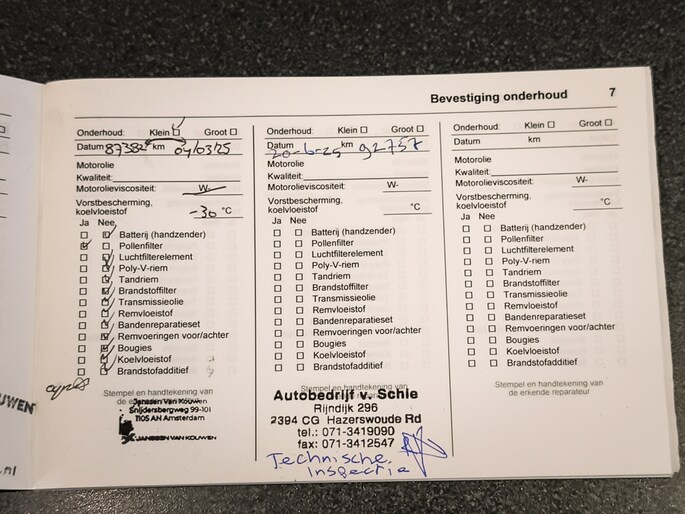 Bevestiging onderhoud 7
Onderhoud: Klein Groot
Datum 87382 km 04/03/25
Motorolie
Kwaliteit:
Motorolieviscositeit: W-
Vorstbescherming,
koelvloeistof -30 °C
Ja Nee
Batterij (handzender)
Pollenfilter
Luchtfilterelement
Poly-V-riem
Tandriem
Brandstoffilter
Transmissieolie
Remvloeistof
Bandenreparatieset
Remvoeringen voor/achter
Bougies
Koelvloeistof
Brandstofadditief
Stempel en handtekening van
de erkende reparateur
Janssen Van Kouwen
Snijdersbergweg 99-101
1105 AN Amsterdam
JANSSEN VAN KOUWEN
Onderhoud: Klein Groot
Datum 20-6-25 km 92757
Motorolie
Kwaliteit:
Motorolieviscositeit: W-
Vorstbescherming,
koelvloeistof °C
Ja Nee
Batterij (handzender)
Pollenfilter
Luchtfilterelement
Poly-V-riem
Tandriem
Brandstoffilter
Transmissieolie
Remvloeistof
Bandenreparatieset
Remvoeringen voor/achter
Bougies
Koelvloeistof
Brandstofadditief
Autobedrijf v. Schie
Rijndijk 296
2394 CG Hazerswoude Rd
tel.: 071-3419090
fax: 071-3412547
Technische
inspectie
Onderhoud: Klein Groot
Datum km
Motorolie
Kwaliteit:
Motorolieviscositeit: W-
Vorstbescherming,
koelvloeistof °C
Ja Nee
Batterij (handzender)
Pollenfilter
Luchtfilterelement
Poly-V-riem
Tandriem
Brandstoffilter
Transmissieolie
Remvloeistof
Bandenreparatieset
Remvoeringen voor/achter
Bougies
Koelvloeistof
Brandstofadditief
Stempel en handtekening van
de erkende reparateur